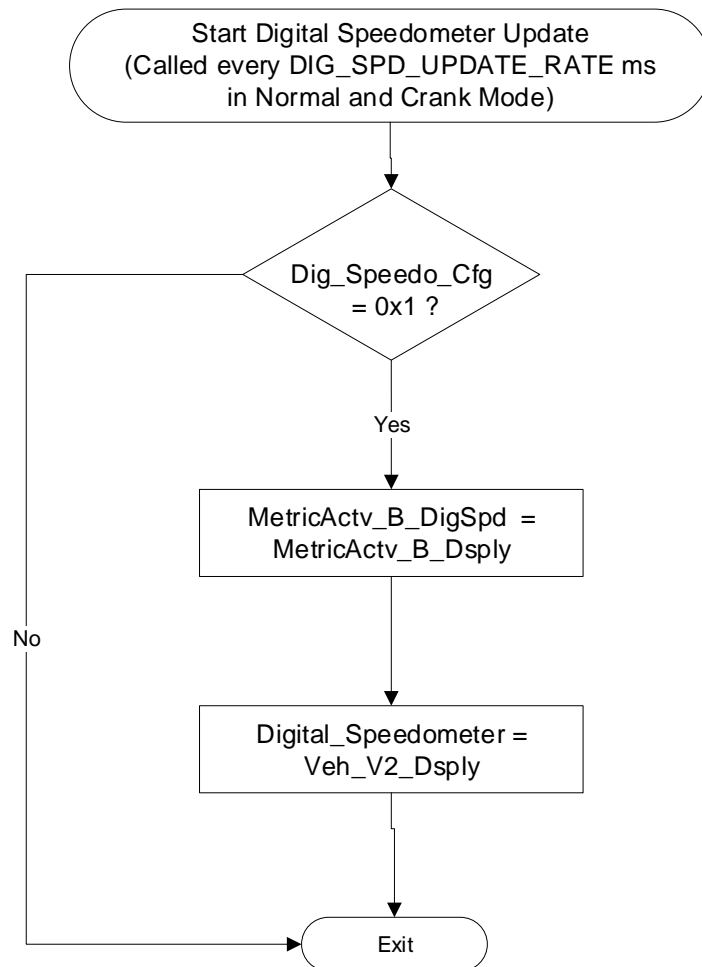 Start Digital Speedometer Update
(Called every DIG_SPD_UPDATE_RATE ms
in Normal and Crank Mode)
Dig_Speedo_Cfg
= 0x1 ?
Yes
MetricActv_B_DigSpd =
MetricActv_B_Dsply
No
Digital_Speedometer =
Veh_V2_Dsply
Exit